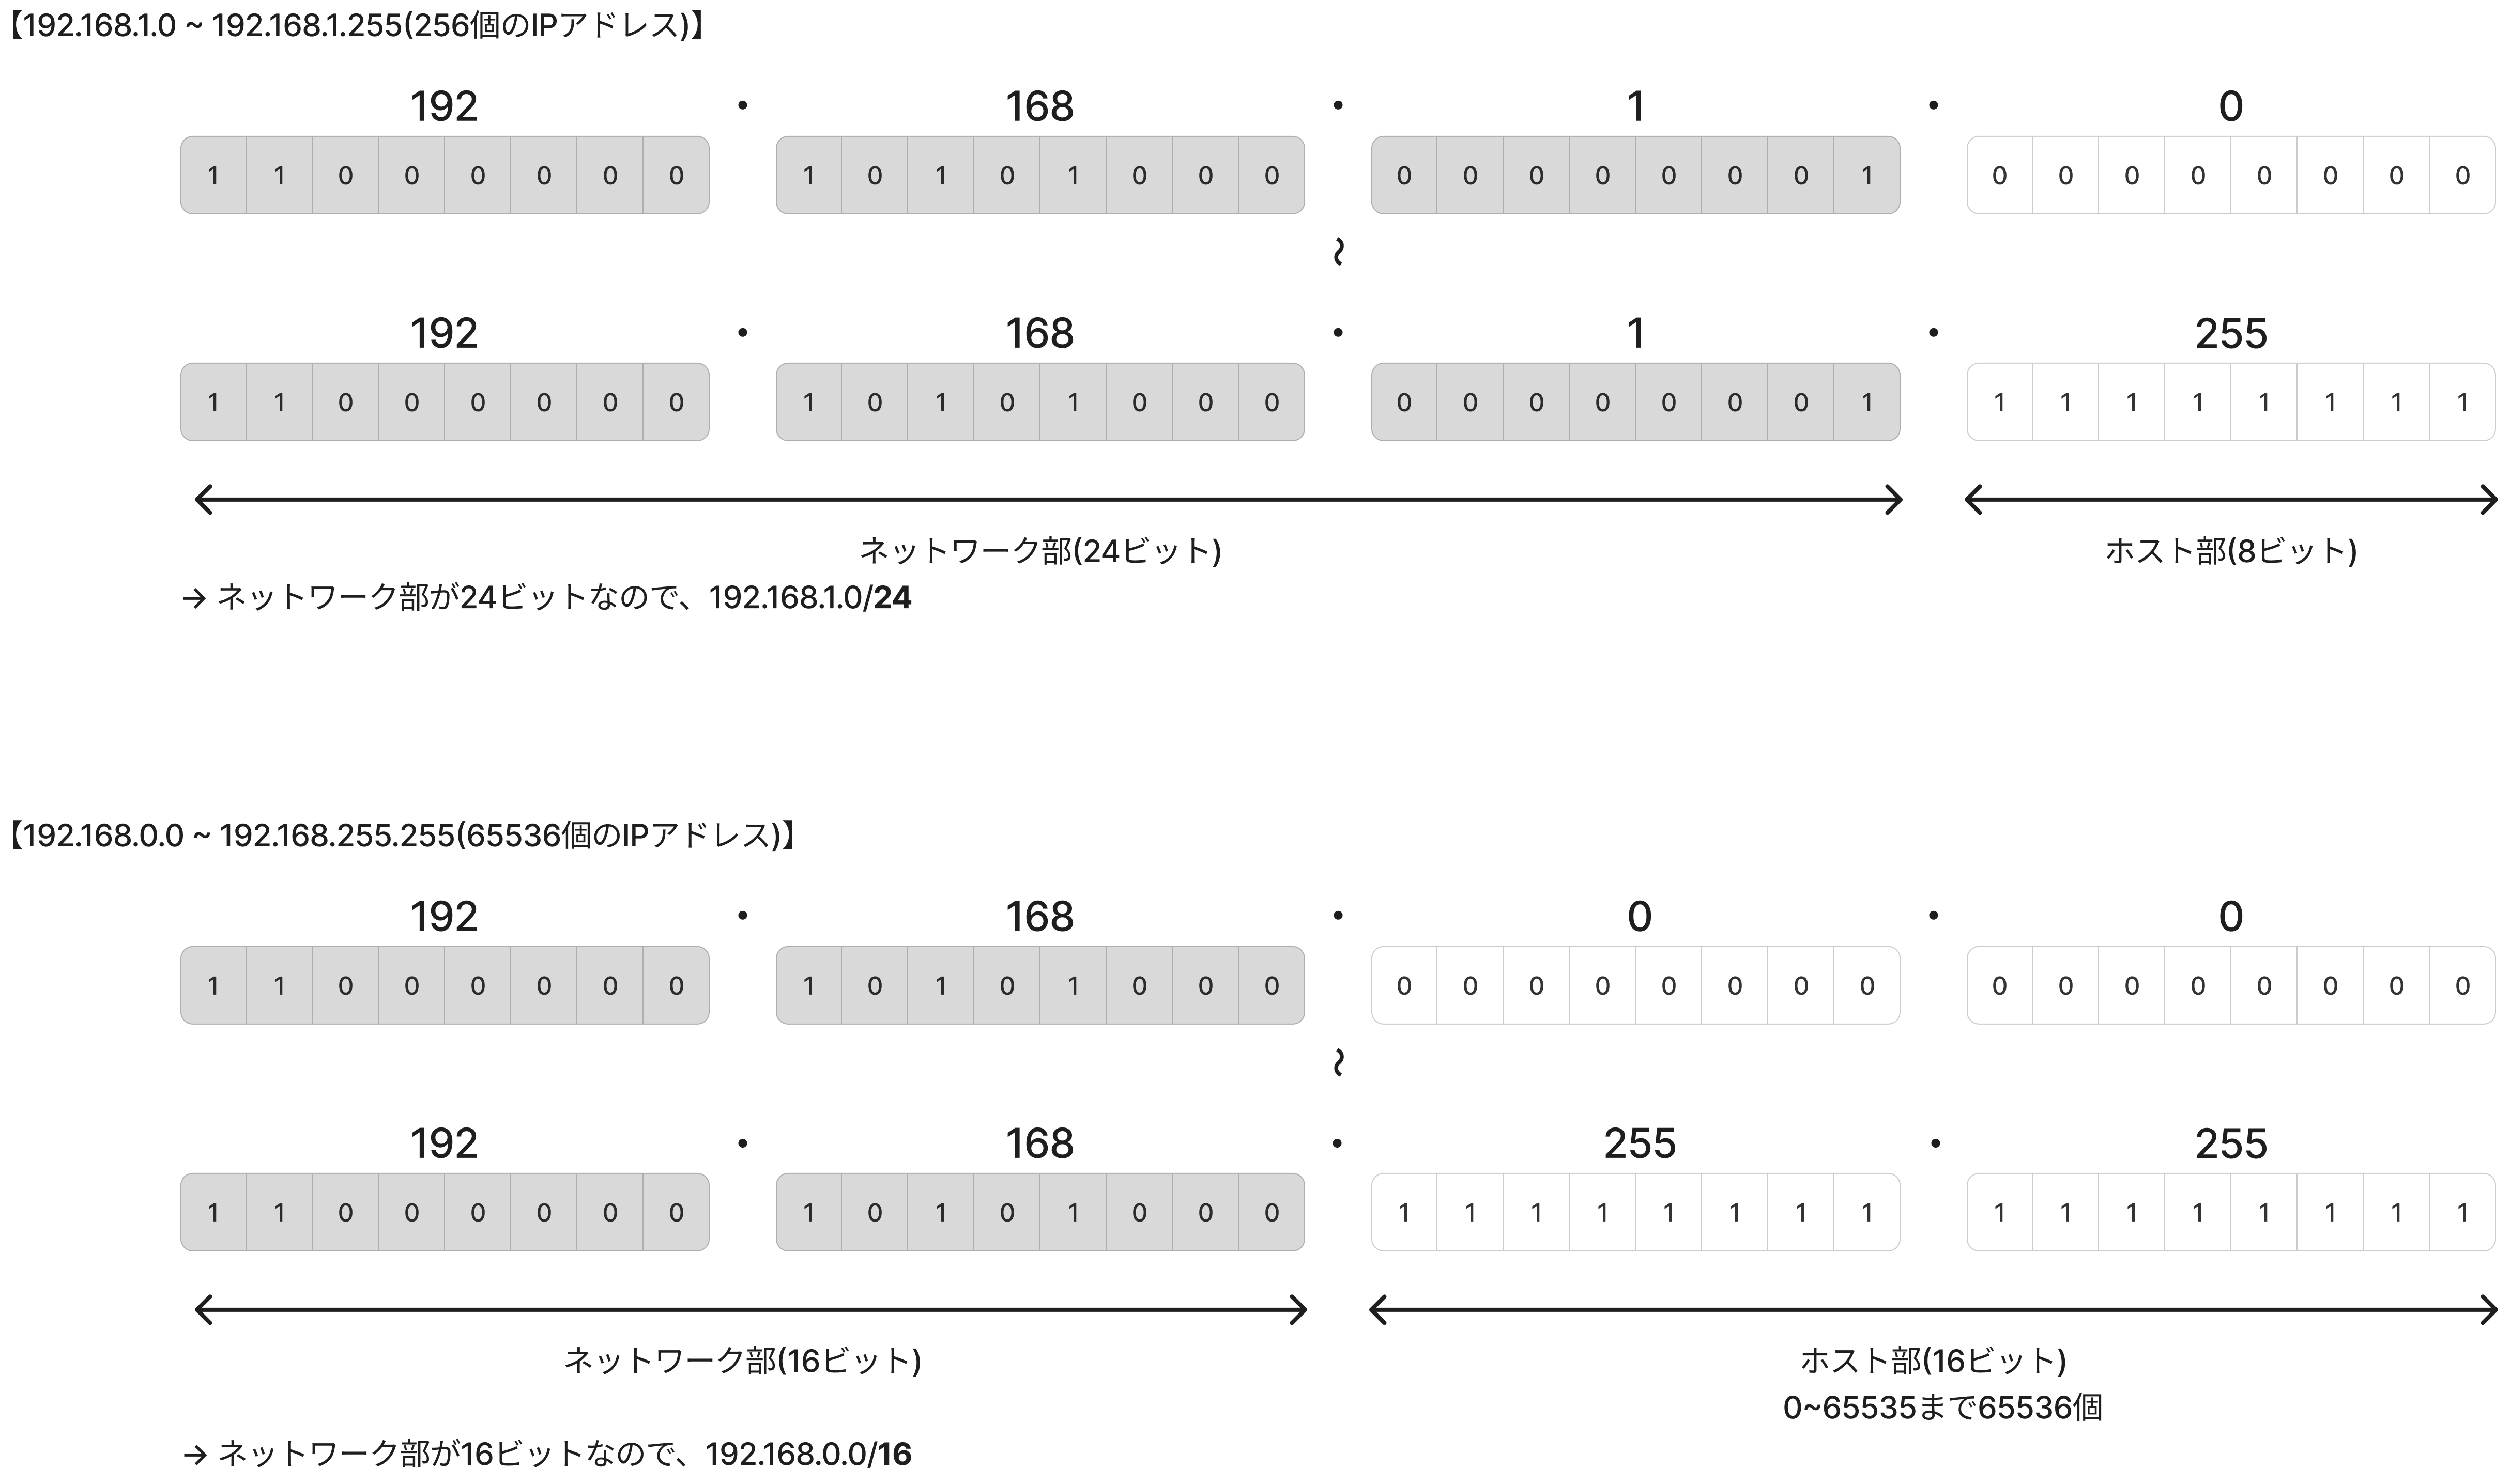 【192.168.1.0 ~ 192.168.1.255(256個のIPアドレス)】
192 · 168 · 1 · 0
1 1 0 0 0 0 0 0 1 0 1 0 1 0 0 0 0 0 0 0 0 0 0 1 0 0 0 0 0 0 0 0
~
192 · 168 · 1 · 255
1 1 0 0 0 0 0 0 1 0 1 0 1 0 0 0 0 0 0 0 0 0 0 1 1 1 1 1 1 1 1 1
ネットワーク部(24ビット) ホスト部(8ビット)
→ ネットワーク部が24ビットなので、192.168.1.0/24
【192.168.0.0 ~ 192.168.255.255(65536個のIPアドレス)】
192 · 168 · 0 · 0
1 1 0 0 0 0 0 0 1 0 1 0 1 0 0 0 0 0 0 0 0 0 0 0 0 0 0 0 0 0 0 0
~
192 · 168 · 255 · 255
1 1 0 0 0 0 0 0 1 0 1 0 1 0 0 0 1 1 1 1 1 1 1 1 1 1 1 1 1 1 1 1
ネットワーク部(16ビット) ホスト部(16ビット)
0~65535まで65536個
→ ネットワーク部が16ビットなので、192.168.0.0/16